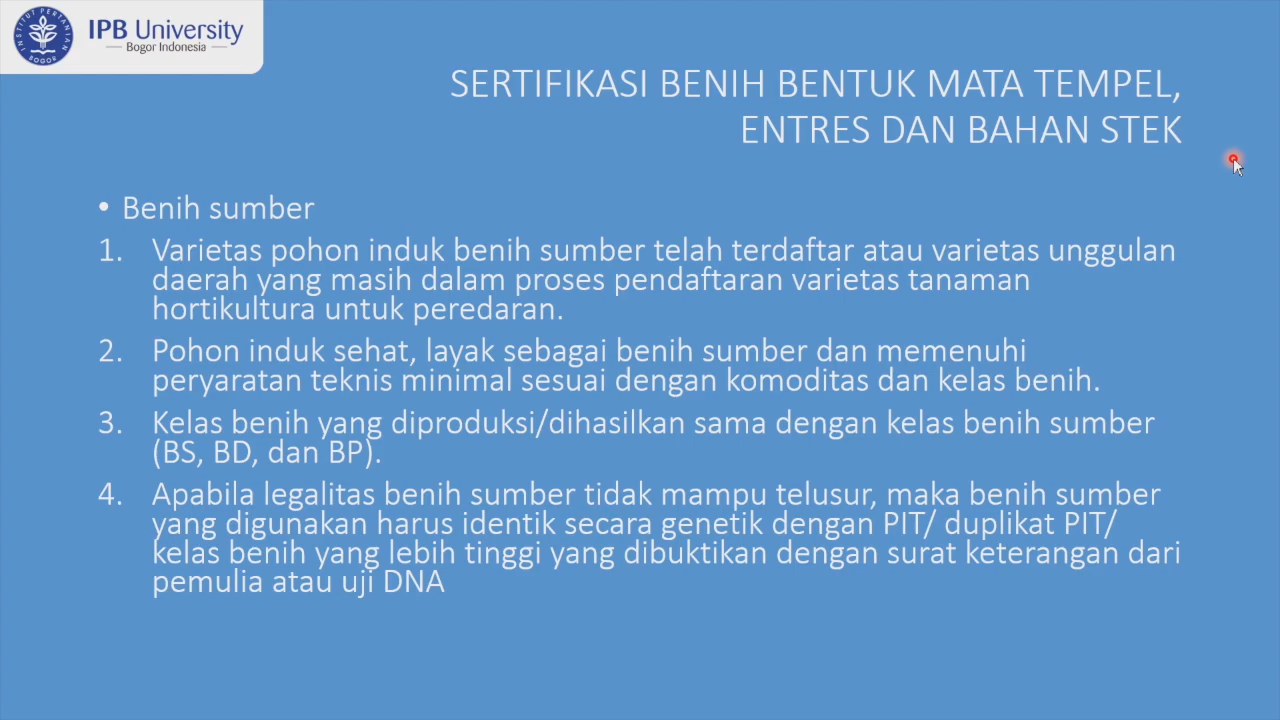 INSTITUT PERTANIAN BOGOR
IPB University
Bogor Indonesia
SERTIFIKASI BENIH BENTUK MATA TEMPEL,
ENTRES DAN BAHAN STEK
• Benih sumber
1. Varietas pohon induk benih sumber telah terdaftar atau varietas unggulan
daerah yang masih dalam proses pendaftaran varietas tanaman
hortikultura untuk peredaran.
2. Pohon induk sehat, layak sebagai benih sumber dan memenuhi
peryaratan teknis minimal sesuai dengan komoditas dan kelas benih.
3. Kelas benih yang diproduksi/dihasilkan sama dengan kelas benih sumber
(BS, BD, dan BP).
4. Apabila legalitas benih sumber tidak mampu telusur, maka benih sumber
yang digunakan harus identik secara genetik dengan PIT/ duplikat PIT/
kelas benih yang lebih tinggi yang dibuktikan dengan surat keterangan dari
pemulia atau uji DNA